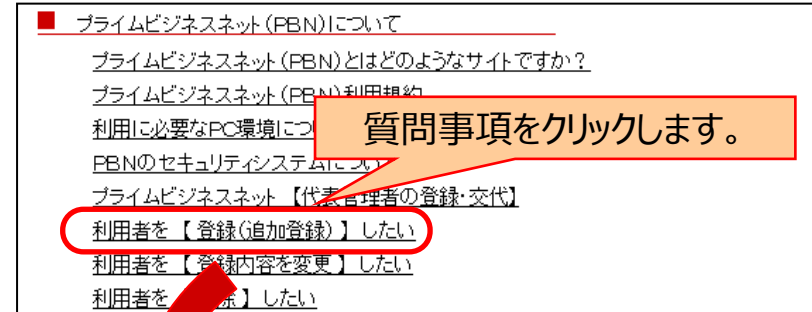 プライムビジネスネット(PBN)について
プライムビジネスネット(PBN)とはどのようなサイトですか？
プライムビジネスネット(PBN)利用規約
利用に必要なPC環境につ
質問事項をクリックします。
PBNのセキュリティシステムについ
プライムビジネスネット 【代表管理者の登録・交代】
利用者を 【 登録(追加登録) 】 したい
利用者を 【 登録内容を変更 】 したい
利用者を 除 】 したい